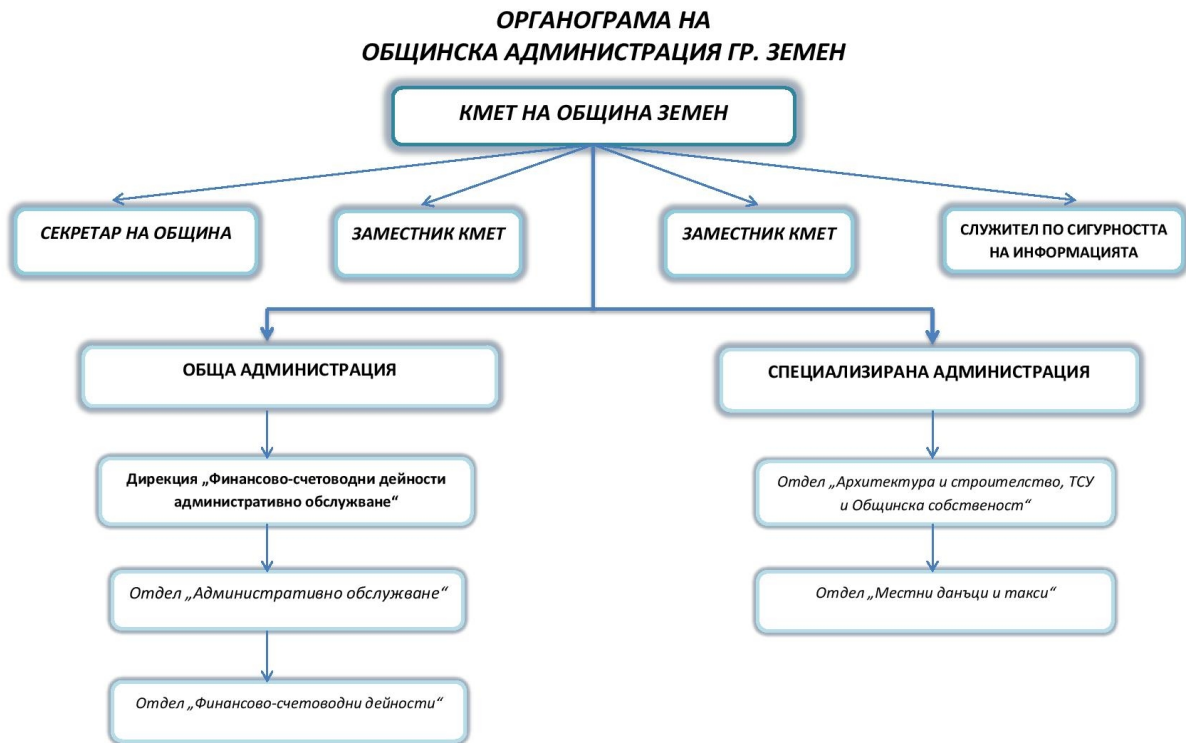 ОРГАНОГРАМА НА
ОБЩИНСКА АДМИНИСТРАЦИЯ ГР. ЗЕМЕН
КМЕТ НА ОБЩИНА ЗЕМЕН
СЕКРЕТАР НА ОБЩИНА
ЗАМЕСТНИК КМЕТ
ЗАМЕСТНИК КМЕТ
СЛУЖИТЕЛ ПО СИГУРНОСТТА
НА ИНФОРМАЦИЯТА
ОБЩА АДМИНИСТРАЦИЯ
СПЕЦИАЛИЗИРАНА АДМИНИСТРАЦИЯ
Дирекция „Финансово-счетоводни дейности
административно обслужване“
Отдел „Архитектура и строителство, ТСУ
и Общинска собственост“
Отдел „Административно обслужване“
Отдел „Местни данъци и такси“
Отдел „Финансово-счетоводни дейности“